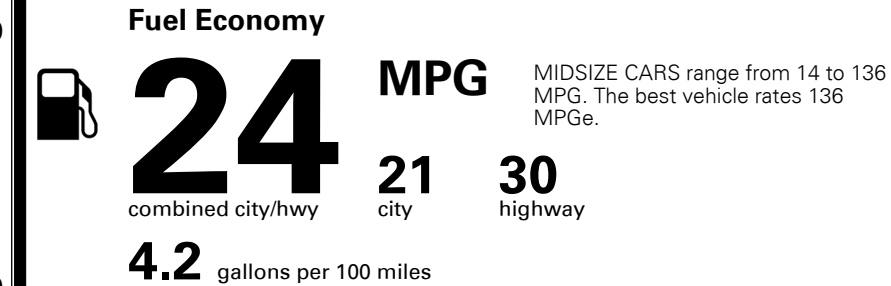 Fuel Economy
24
MPG
MIDSIZE CARS range from 14 to 136
MPG. The best vehicle rates 136
MPGe.
21
30
combined city/hwy
city
highway
4.2 gallons per 100 miles